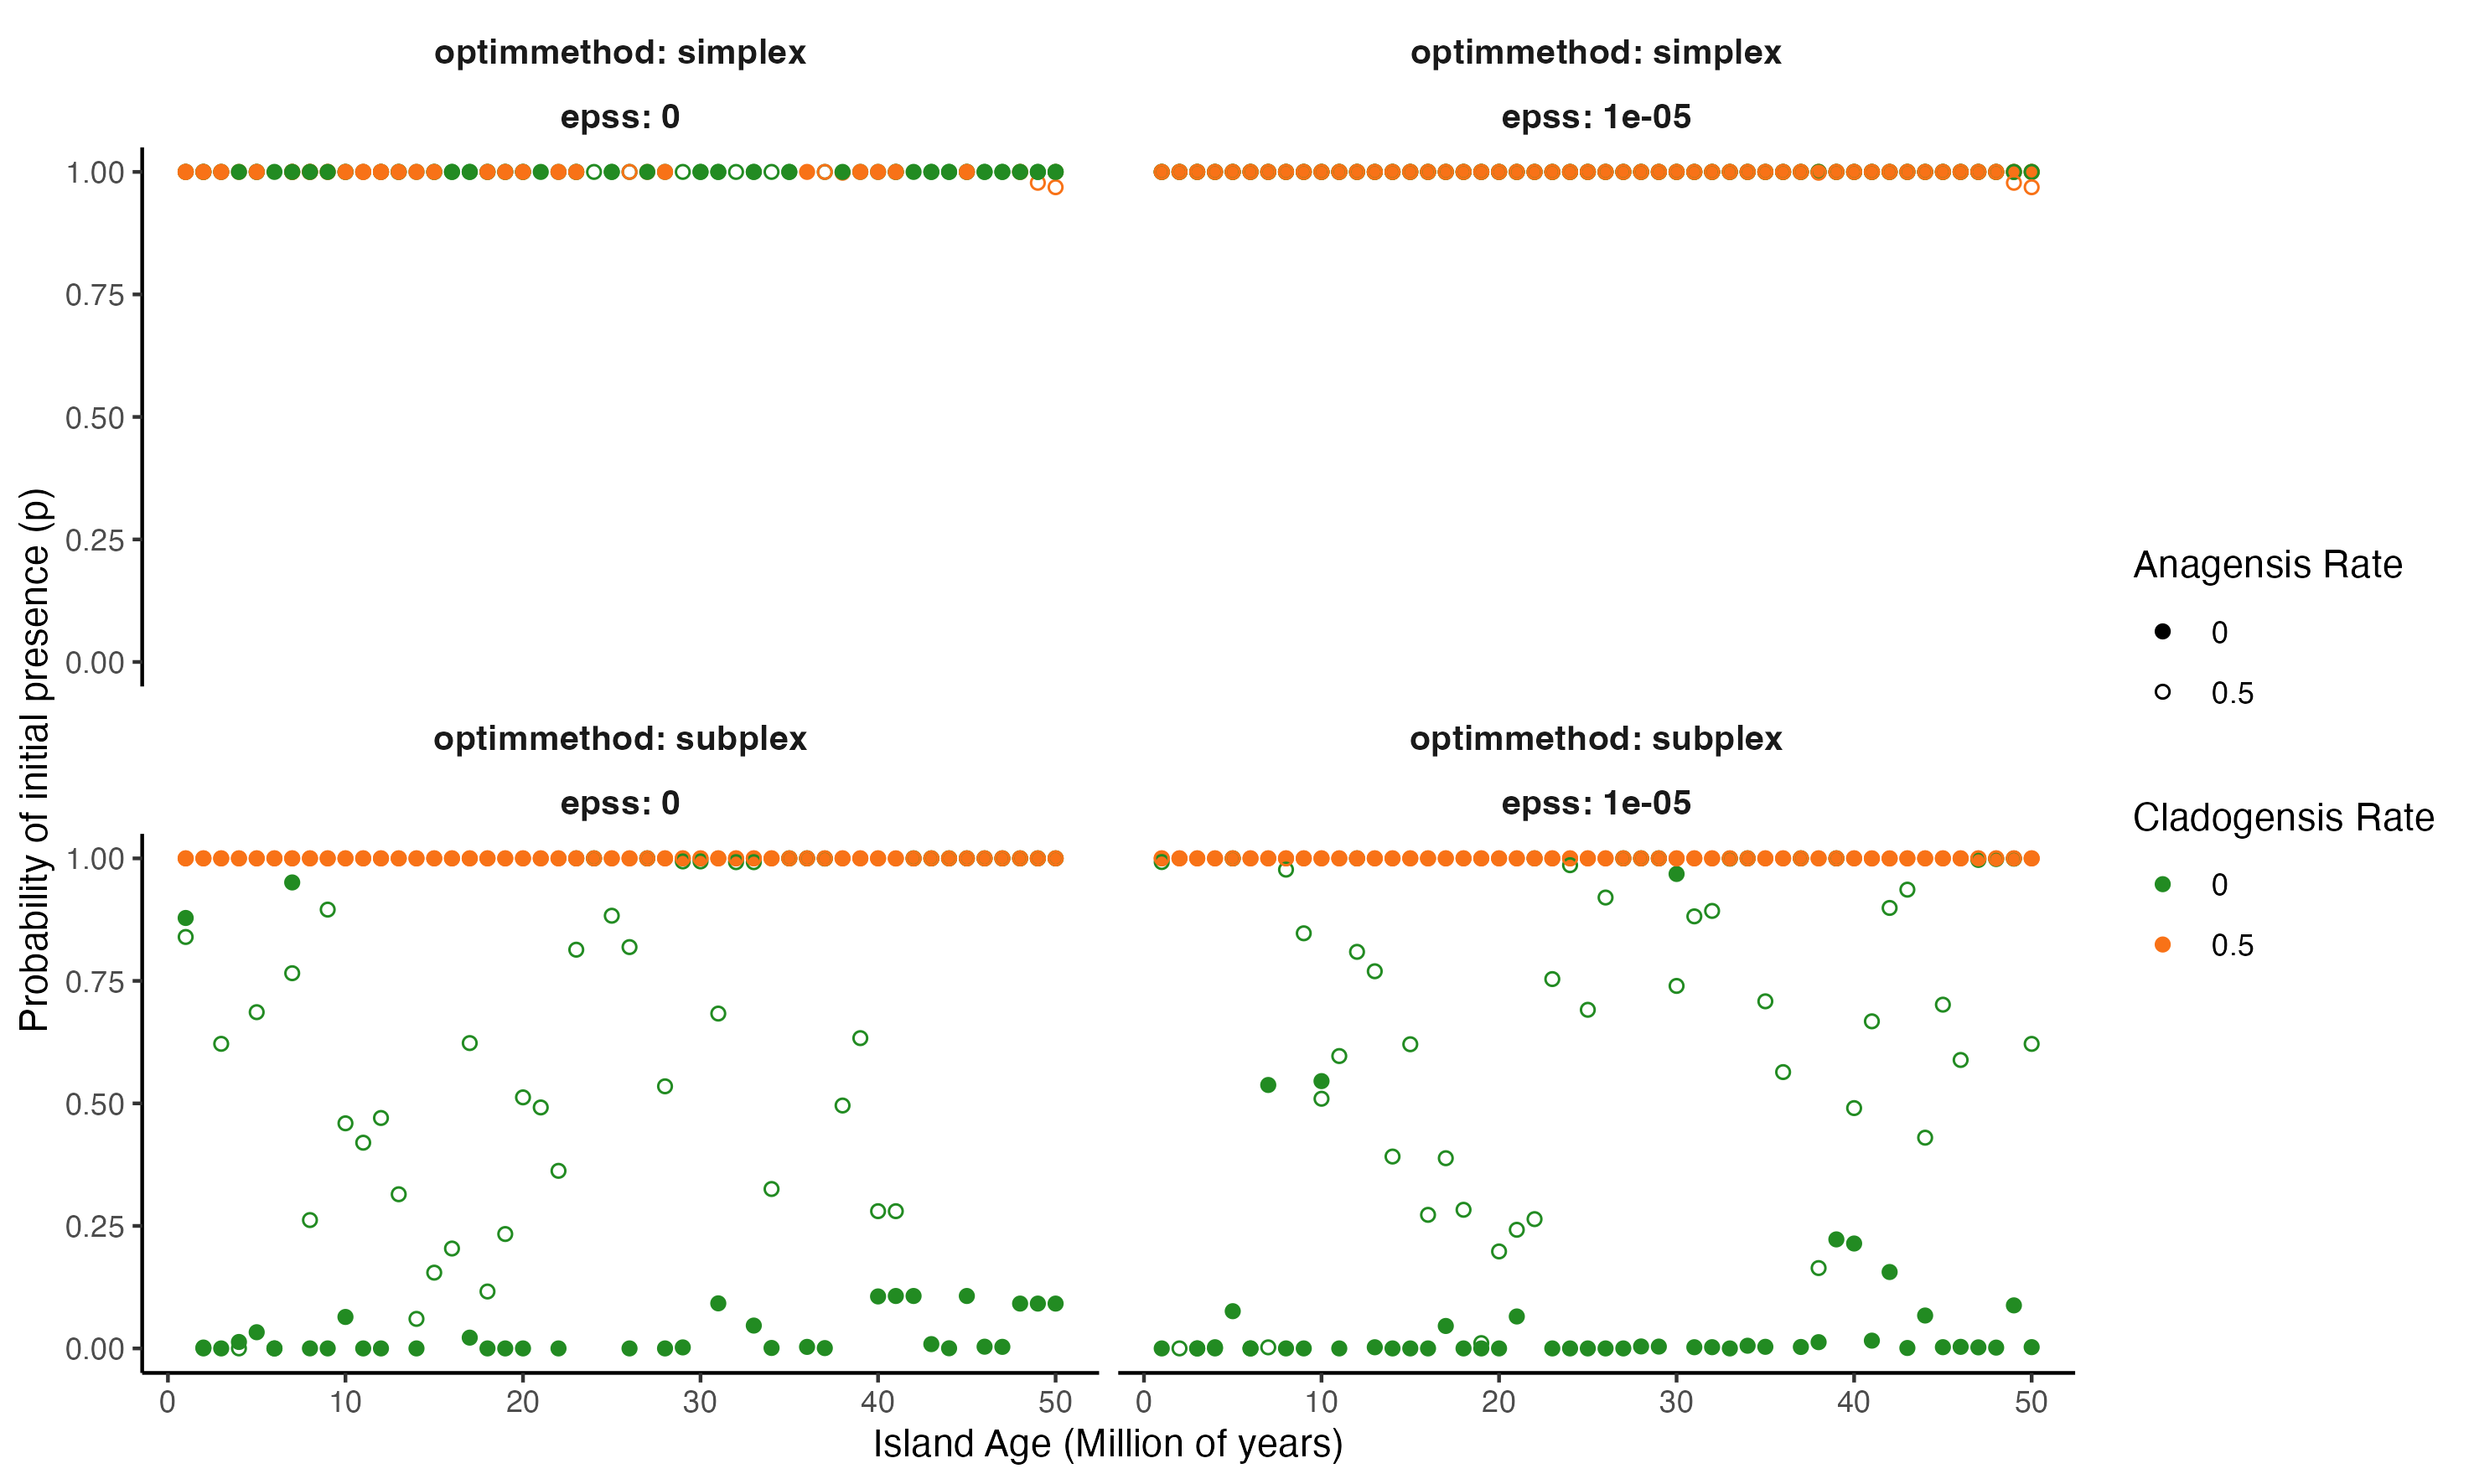 optimmethod: simplex
epss: 0
optimmethod: simplex
epss: 1e-05
1.00
0.75
0.50
0.25
0.00
optimmethod: subplex
epss: 0
optimmethod: subplex
epss: 1e-05
1.00
0.75
0.50
0.25
0.00
0 10 20 30 40 50
0 10 20 30 40 50
Island Age (Million of years)
Probability of initial presence (p)
Anagensis Rate
0
0.5
Cladogensis Rate
0
0.5